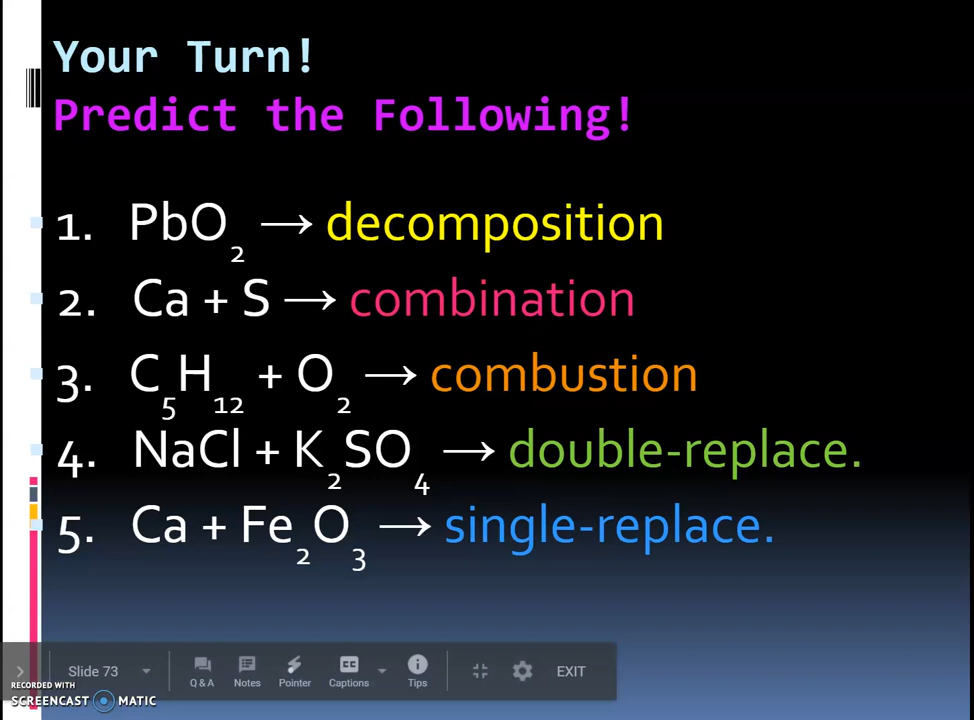 Your Turn!
Predict the Following!
1. PbO₂ → decomposition
2. Ca + S → combination
3. C₅H₁₂ + O₂ → combustion
4. NaCl + K₂SO₄ → double-replace.
5. Ca + Fe₂O₃ → single-replace.
Slide 73
Q & A
Notes
Pointer
CC
Captions
Tips
EXIT
RECORDED WITH
SCREENCAST MATIC